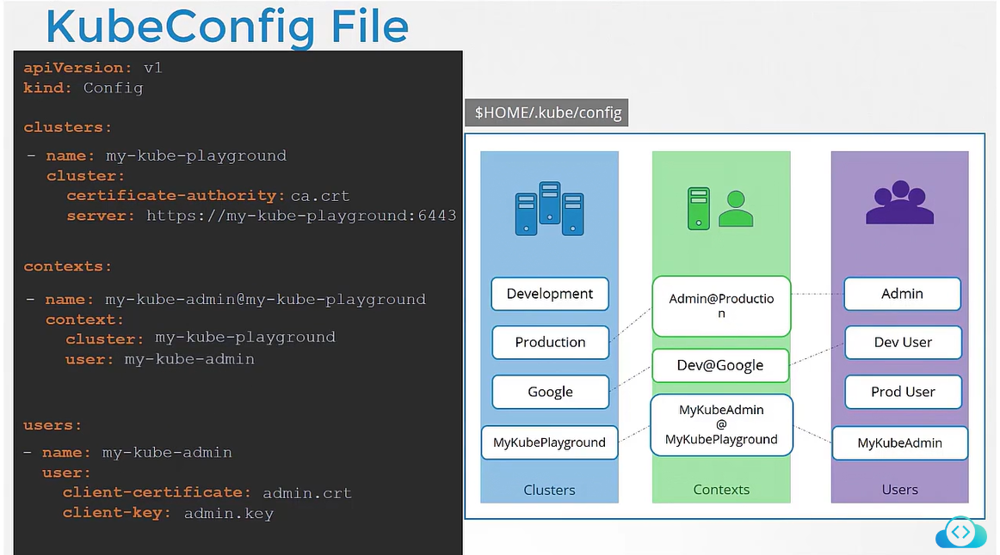 KubeConfig File
apiVersion: v1
kind: Config
clusters:
- name: my-kube-playground
cluster:
certificate-authority: ca.crt
server: https://my-kube-playground:6443
contexts:
- name: my-kube-admin@my-kube-playground
context:
cluster: my-kube-playground
user: my-kube-admin
users:
- name: my-kube-admin
user:
client-certificate: admin.crt
client-key: admin.key
$HOME/.kube/config
Development
Production
Google
MyKubePlayground
Clusters
Admin@Productio
n
Dev@Google
MyKubeAdmin
@
MyKubePlayground
Contexts
Admin
Dev User
Prod User
MyKubeAdmin
Users